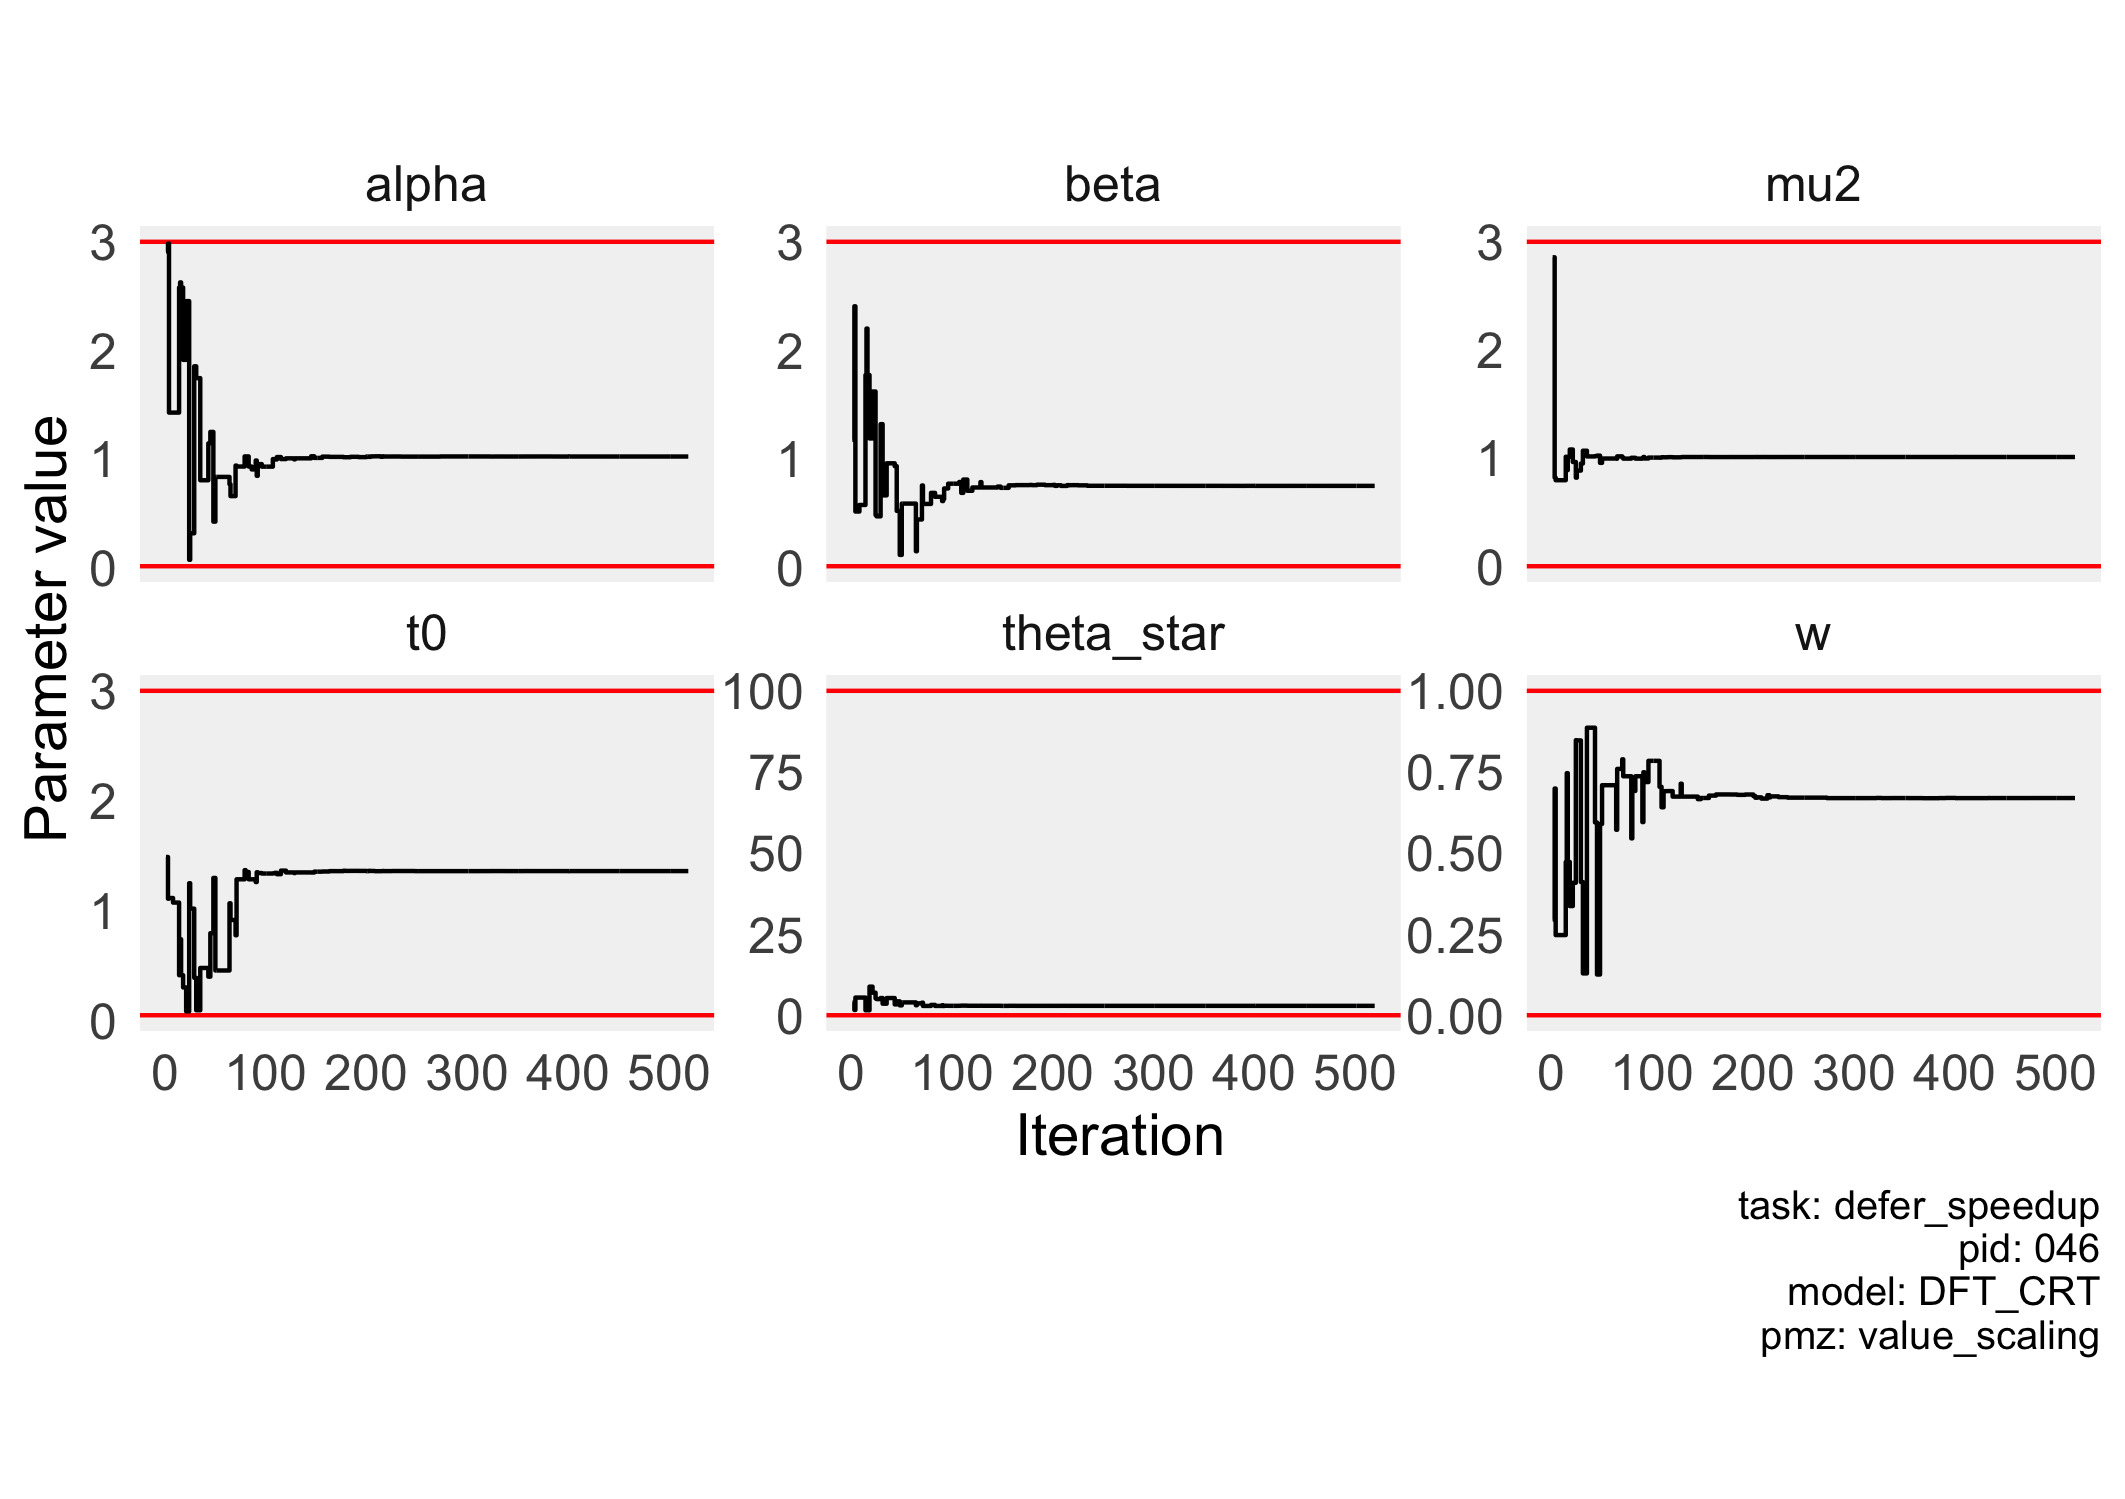 alpha
beta
mu2
3
2
1
0
3
2
1
0
3
2
1
0
Parameter value
t0
theta_star
w
3
2
1
0
100
75
50
25
0
1.00
0.75
0.50
0.25
0.00
0 100 200 300 400 500
0 100 200 300 400 500
0 100 200 300 400 500
Iteration
task: defer_speedup
pid: 046
model: DFT_CRT
pmz: value_scaling